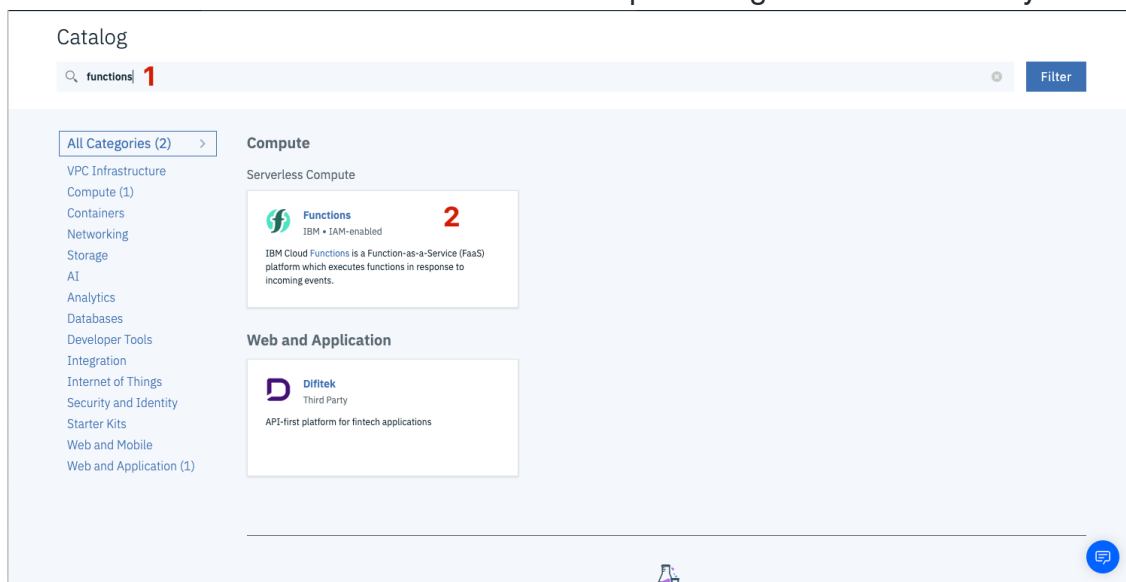 Catalog
functions 1
Filter
All Categories (2)
VPC Infrastructure
Compute (1)
Containers
Networking
Storage
AI
Analytics
Databases
Developer Tools
Integration
Internet of Things
Security and Identity
Starter Kits
Web and Mobile
Web and Application (1)
Compute
Serverless Compute
Functions 2
IBM • IAM-enabled
IBM Cloud Functions is a Function-as-a-Service (FaaS)
platform which executes functions in response to
incoming events.
Web and Application
Difitek
Third Party
API-first platform for fintech applications